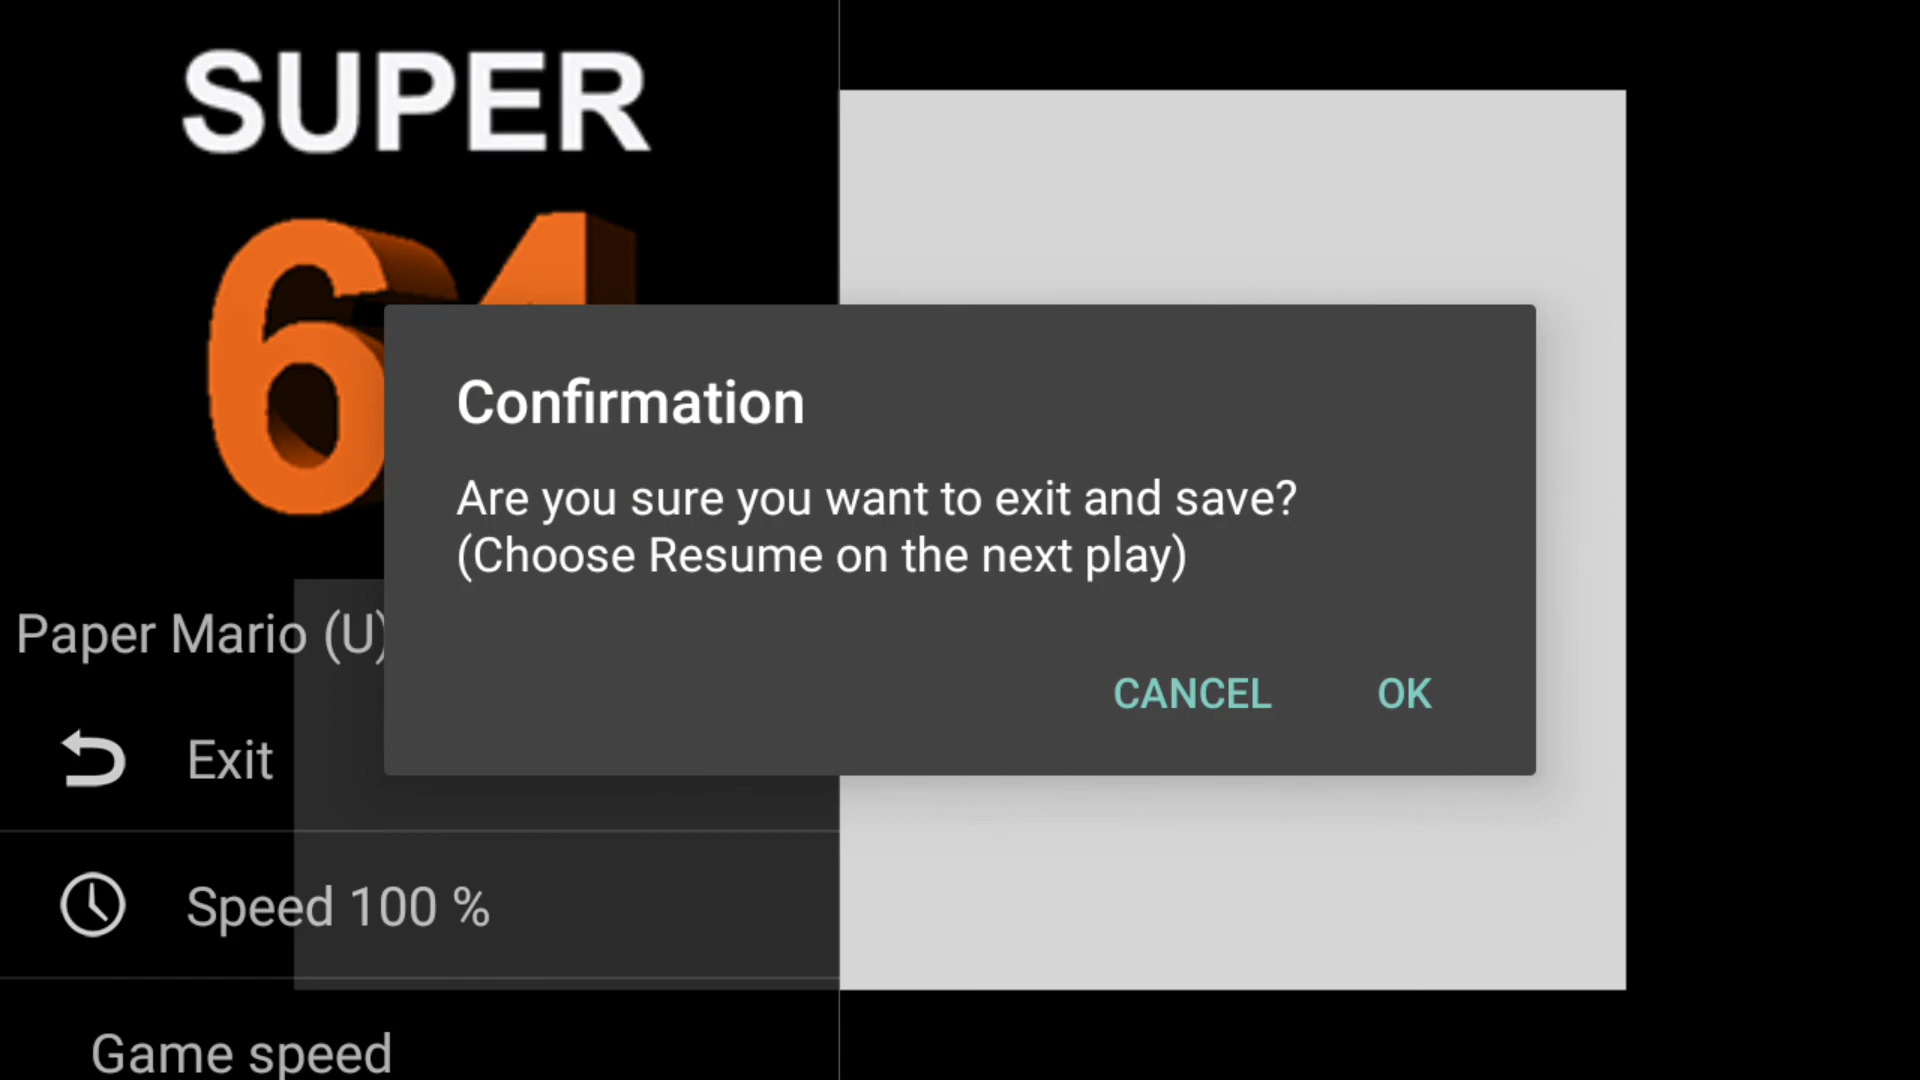 SUPER
64
Confirmation
Are you sure you want to exit and save?
(Choose Resume on the next play)
CANCEL OK
Paper Mario (U)
Exit
Speed 100 %
Game speed